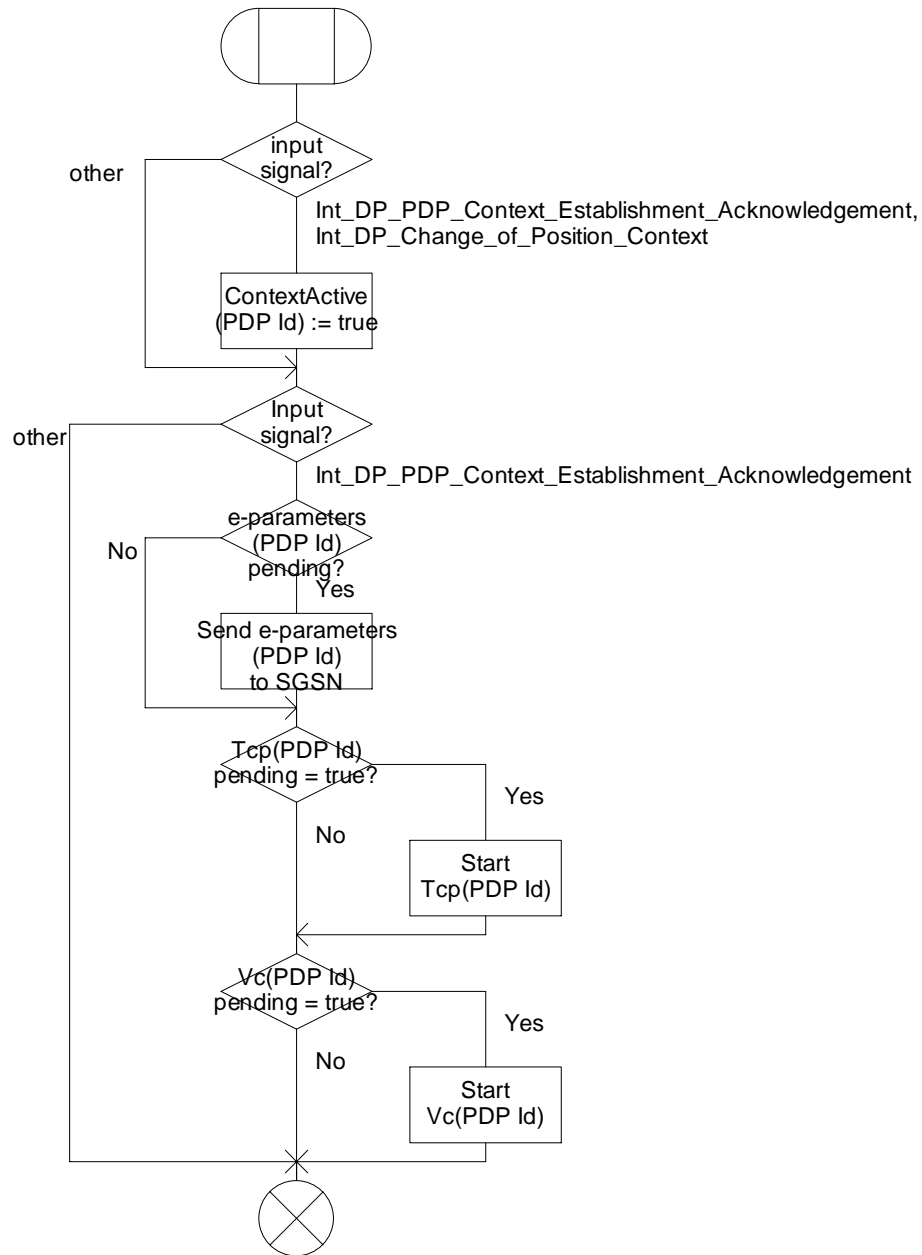 input
signal?
other
Int_DP_PDP_Context_Establishment_Acknowledgement,
Int_DP_Change_of_Position_Context
ContextActive
(PDP Id) := true
Input
signal?
other
Int_DP_PDP_Context_Establishment_Acknowledgement
e-parameters
(PDP Id)
pending?
No
Yes
Send e-parameters
(PDP Id)
to SGSN
Tcp(PDP Id)
pending = true?
Yes
No
Start
Tcp(PDP Id)
Vc(PDP Id)
pending = true?
Yes
No
Start
Vc(PDP Id)